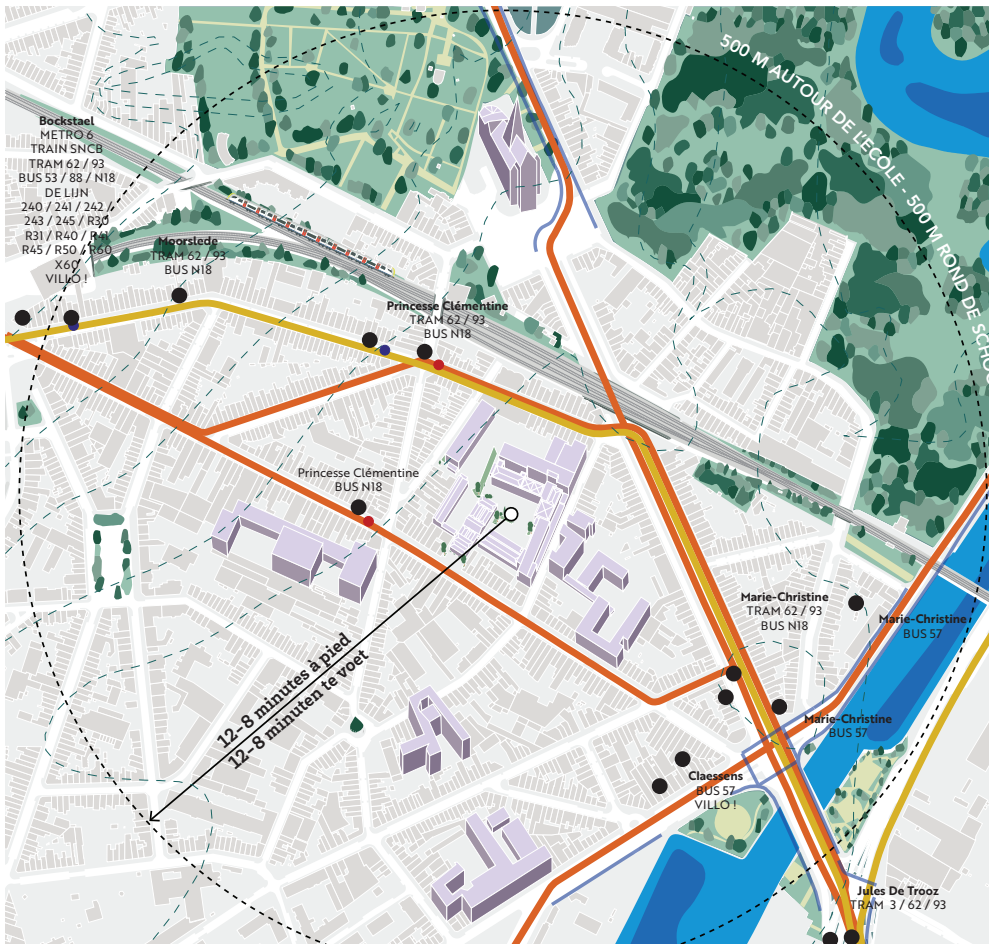 500 M AUTOUR DE L'ÉCOLE - 500 M ROND DE SCHOO
Bockstael
METRO 6
TRAIN SNCB
TRAM 62 / 93
BUS 53 / 88 / N18
DE LIJN
240 / 241 / 242 /
243 / 245 / R30
R31 / R40 / R41
R45 / R50 / R60
X60
VILLO !
Moorslede
TRAM 62 / 93
BUS N18
Princesse Clémentine
TRAM 62 / 93
BUS N18
Princesse Clémentine
BUS N18
12-8 minutes à pied
12-8 minuten te voet
Marie-Christine
TRAM 62 / 93
BUS N18
Marie-Christine
BUS 57
Marie-Christine
BUS 57
Claessens
BUS 57
VILLO !
Jules De Trooz
TRAM 3 / 62 / 93